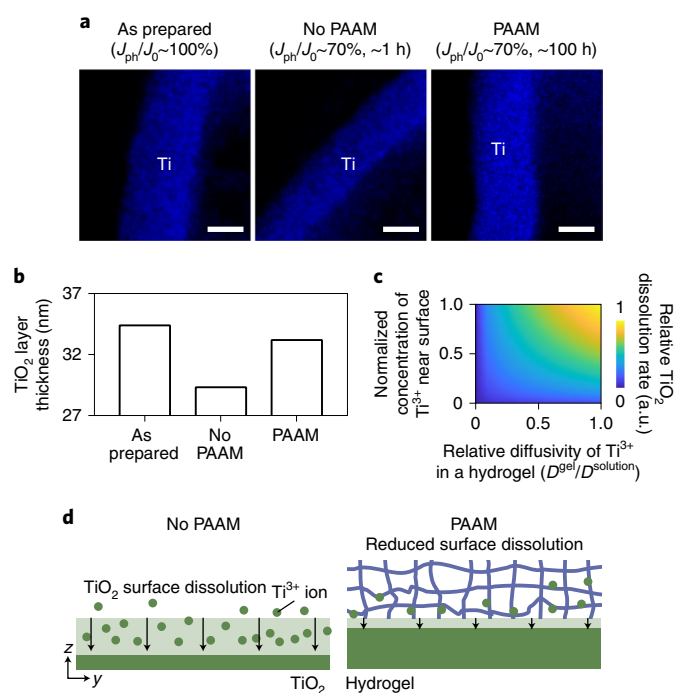 a
As prepared
(Jph/J0~100%)
No PAAM
(Jph/J0~70%, ~1 h)
PAAM
(Jph/J0~70%, ~100 h)
Ti
Ti
Ti
b
TiO2 layer
thickness (nm)
37
32
27
As
prepared
No
PAAM
PAAM
c
Normalized
concentration of
Ti3+ near surface
1.0
0.5
0
0
0.5
1.0
Relative diffusivity of Ti3+
in a hydrogel (Dgel/Dsolution)
1
0
Relative TiO2
dissolution rate (a.u.)
d
No PAAM
TiO2 surface dissolution
Ti3+ ion
z
y
TiO2
PAAM
Reduced surface dissolution
Hydrogel